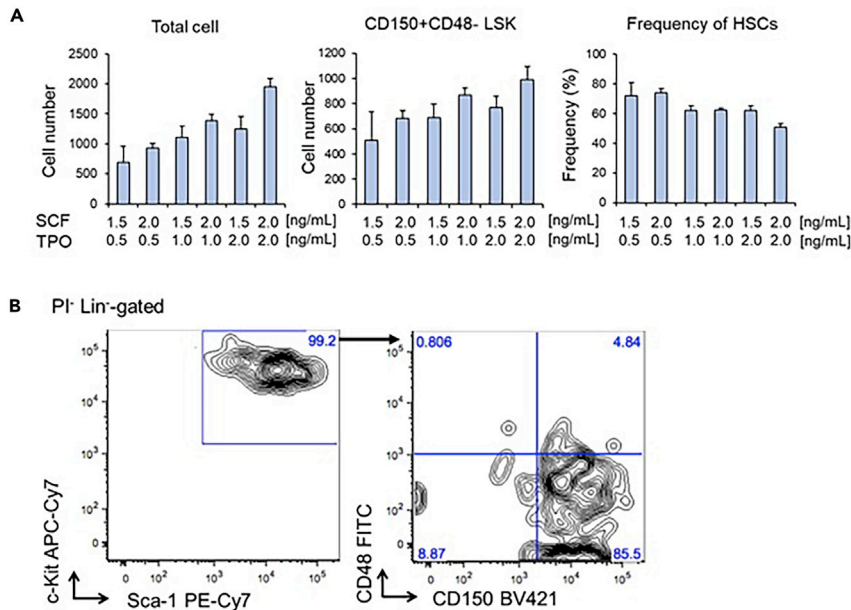 A
Total cell
CD150+CD48- LSK
Frequency of HSCs
Cell number
2500
2000
1500
1000
500
0
Cell number
1200
1000
800
600
400
200
0
Frequency (%)
100
80
60
40
20
0
SCF 1.5 2.0 1.5 2.0 1.5 2.0 [ng/mL] 1.5 2.0 1.5 2.0 1.5 2.0 [ng/mL] 1.5 2.0 1.5 2.0 1.5 2.0 [ng/mL]
TPO 0.5 0.5 1.0 1.0 2.0 2.0 [ng/mL] 0.5 0.5 1.0 1.0 2.0 2.0 [ng/mL] 0.5 0.5 1.0 1.0 2.0 2.0 [ng/mL]
B PI⁻ Lin⁻-gated
99.2
10⁵
10⁴
10³
10²
0
0 10² 10³ 10⁴ 10⁵
c-Kit APC-Cy7
Sca-1 PE-Cy7
0.806 4.84
10⁵
10⁴
10³
10²
0
8.87 85.5
0 10² 10³ 10⁴ 10⁵
CD48 FITC
CD150 BV421